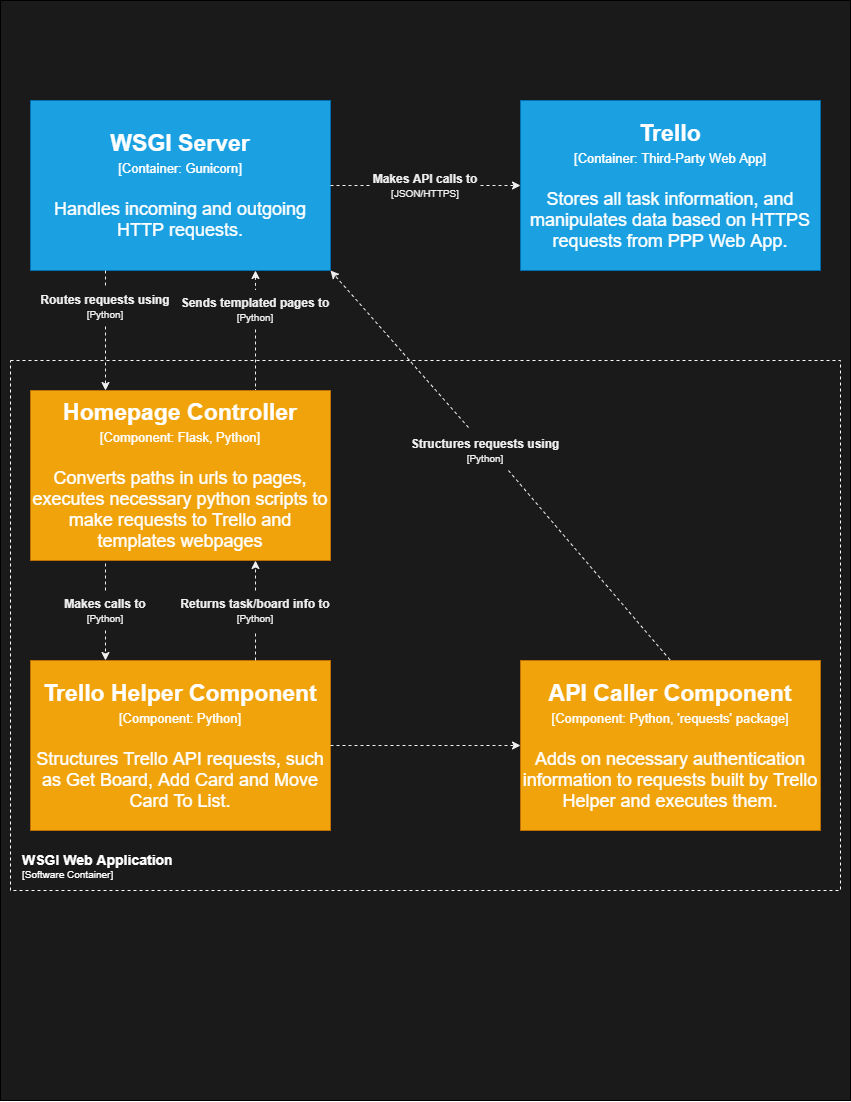 WSGI Server
[Container: Gunicorn]
Handles incoming and outgoing
HTTP requests.
Makes API calls to
[JSON/HTTPS]
Trello
[Container: Third-Party Web App]
Stores all task information, and
manipulates data based on HTTPS
requests from PPP Web App.
Routes requests using
[Python]
Sends templated pages to
[Python]
Homepage Controller
[Component: Flask, Python]
Converts paths in urls to pages,
executes necessary python scripts to
make requests to Trello and
templates webpages
Structures requests using
[Python]
Makes calls to
[Python]
Returns task/board info to
[Python]
Trello Helper Component
[Component: Python]
Structures Trello API requests, such
as Get Board, Add Card and Move
Card To List.
API Caller Component
[Component: Python, 'requests' package]
Adds on necessary authentication
information to requests built by Trello
Helper and executes them.
WSGI Web Application
[Software Container]